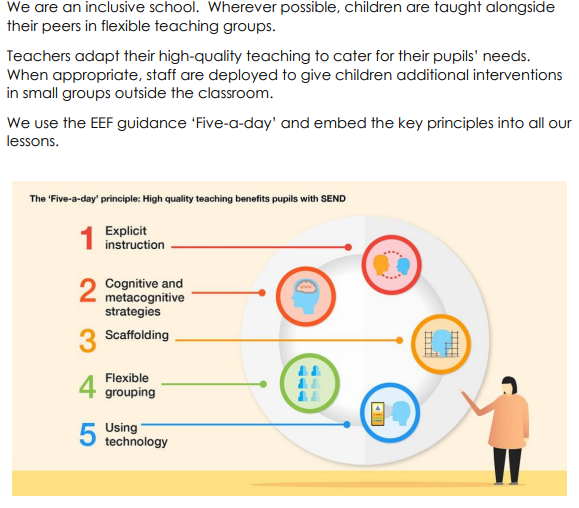 We are an inclusive school.  Wherever possible, children are taught alongside
their peers in flexible teaching groups.
Teachers adapt their high-quality teaching to cater for their pupils' needs.
When appropriate, staff are deployed to give children additional interventions
in small groups outside the classroom.
We use the EEF guidance 'Five-a-day' and embed the key principles into all our
lessons.
The 'Five-a-day' principle: High quality teaching benefits pupils with SEND
1 Explicit
instruction
2 Cognitive and
metacognitive
strategies
3 Scaffolding
4 Flexible
grouping
5 Using
technology